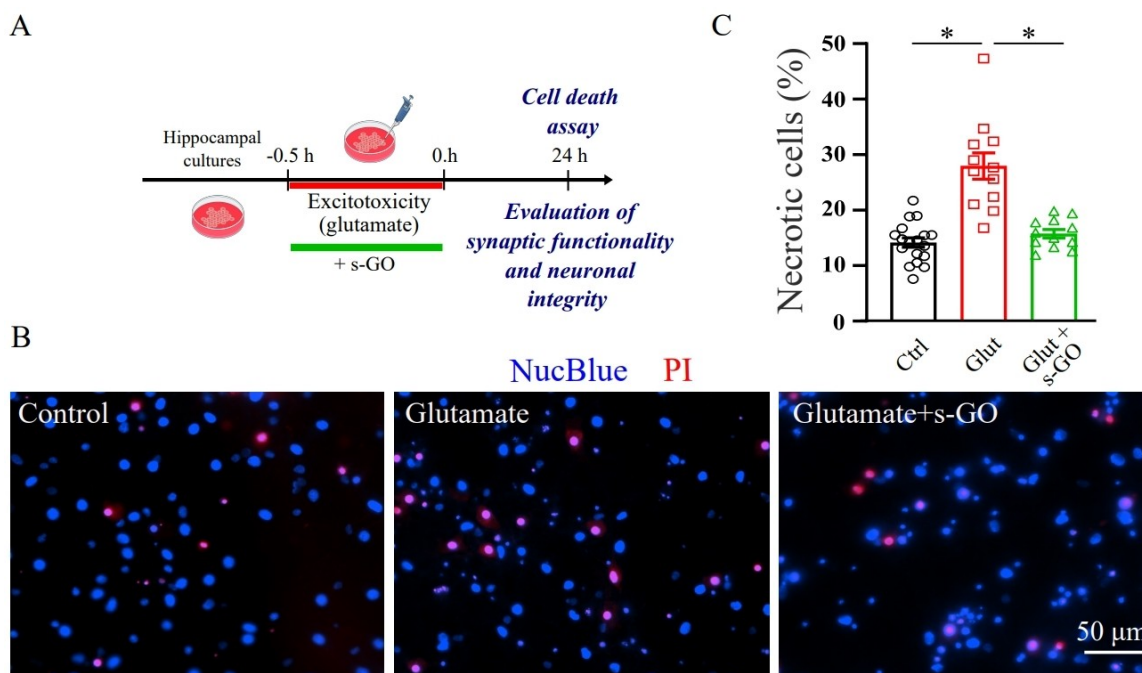 A
Hippocampal
cultures
-0.5 h
0.h
24 h
Cell death
assay
Excitotoxicity
(glutamate)
+ s-GO
Evaluation of
synaptic functionality
and neuronal
integrity
C
Necrotic cells (%)
50
40
30
20
10
0
*
*
Ctrl
Glut
Glut +
s-GO
B
NucBlue PI
Control
Glutamate
Glutamate+s-GO
50 µm